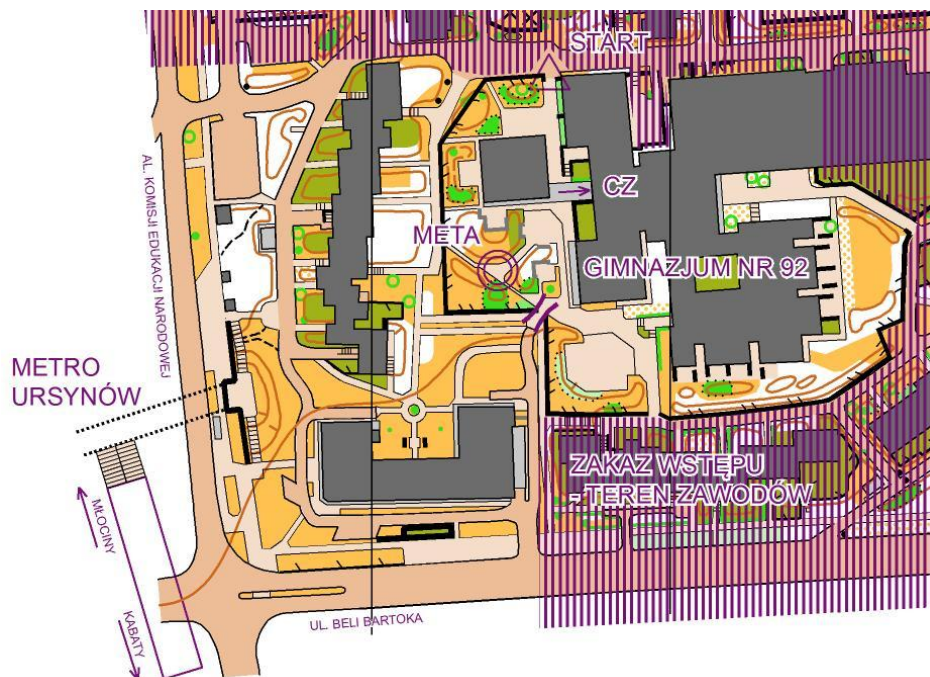 START
AL. KOMISJI EDUKACJI NARODOWEJ
CZ
META
GIMNAZJUM NR 92
METRO
URSYNÓW
ZAKAZ WSTĘPU
- TEREN ZAWODÓW
MŁOCINY
KABATY
UL. BELI BARTOKA